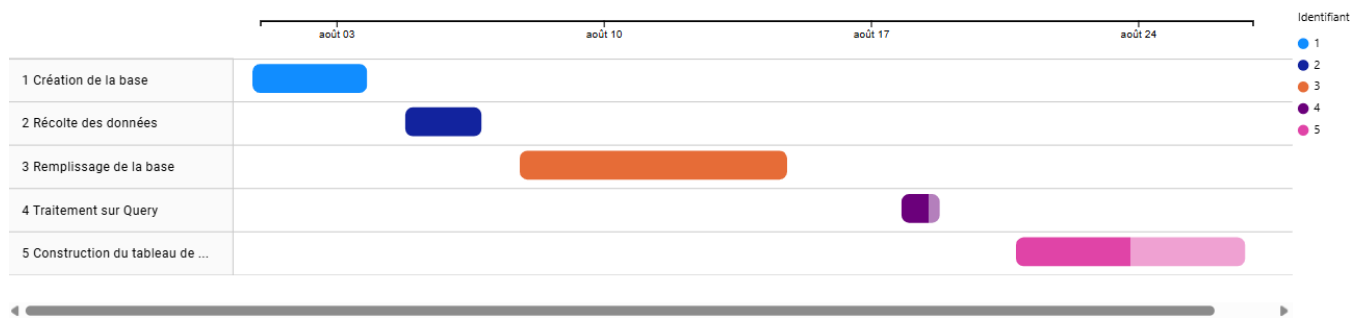 Identifiant
août 03
août 10
août 17
août 24
1
2
3
4
5
1 Création de la base
2 Récolte des données
3 Remplissage de la base
4 Traitement sur Query
5 Construction du tableau de ...